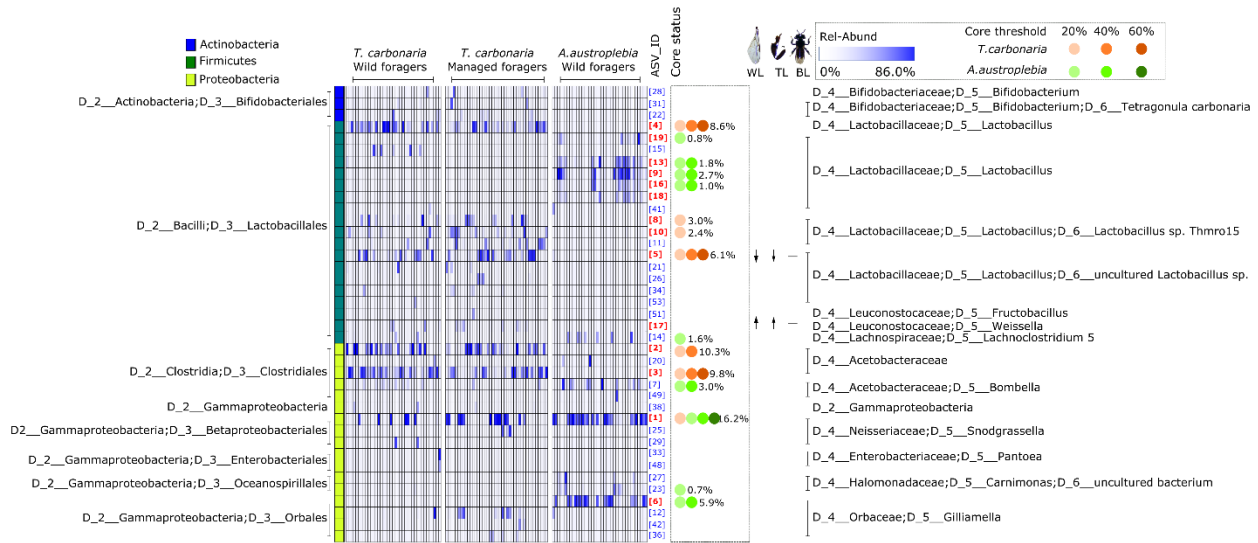 Actinobacteria
Firmicutes
Proteobacteria
T. carbonaria
Wild foragers
T. carbonaria
Managed foragers
A.austroplebia
Wild foragers
ASV_ID
Core status
WL TL BL
Rel-Abund
0% 86.0%
Core threshold 20% 40% 60%
T.carbonaria
A.austroplebia
D_2__Actinobacteria;D_3__Bifidobacteriales
D_2__Bacilli;D_3__Lactobacillales
D_2__Clostridia;D_3__Clostridiales
D_2__Gammaproteobacteria
D2__Gammaproteobacteria;D_3__Betaproteobacteriales
D_2__Gammaproteobacteria;D_3__Enterobacteriales
D_2__Gammaproteobacteria;D_3__Oceanospirillales
D_2__Gammaproteobacteria;D_3__Orbales
[28]
[31]
[22]
[4] 8.6%
[19] 0.8%
[15]
[13] 1.8%
[9] 2.7%
[16] 1.0%
[18]
[41]
[8] 3.0%
[10] 2.4%
[11]
[5] 6.1%
[21]
[26]
[34]
[53]
[51]
[17]
[14] 1.6%
[2] 10.3%
[20]
[3] 9.8%
[7] 3.0%
[49]
[38]
[1] 16.2%
[25]
[29]
[33]
[48]
[27]
[23] 0.7%
[6] 5.9%
[12]
[42]
[36]
D_4__Bifidobacteriaceae;D_5__Bifidobacterium
D_4__Bifidobacteriaceae;D_5__Bifidobacterium;D_6__Tetragonula carbonaria
D_4__Lactobacillaceae;D_5__Lactobacillus
D_4__Lactobacillaceae;D_5__Lactobacillus
D_4__Lactobacillaceae;D_5__Lactobacillus;D_6__Lactobacillus sp. Thmro15
D_4__Lactobacillaceae;D_5__Lactobacillus;D_6__uncultured Lactobacillus sp.
D_4__Leuconostocaceae;D_5__Fructobacillus
D_4__Leuconostocaceae;D_5__Weissella
D_4__Lachnospiraceae;D_5__Lachnoclostridium 5
D_4__Acetobacteraceae
D_4__Acetobacteraceae;D_5__Bombella
D_2__Gammaproteobacteria
D_4__Neisseriaceae;D_5__Snodgrassella
D_4__Enterobacteriaceae;D_5__Pantoea
D_4__Halomonadaceae;D_5__Carnimonas;D_6__uncultured bacterium
D_4__Orbaceae;D_5__Gilliamella